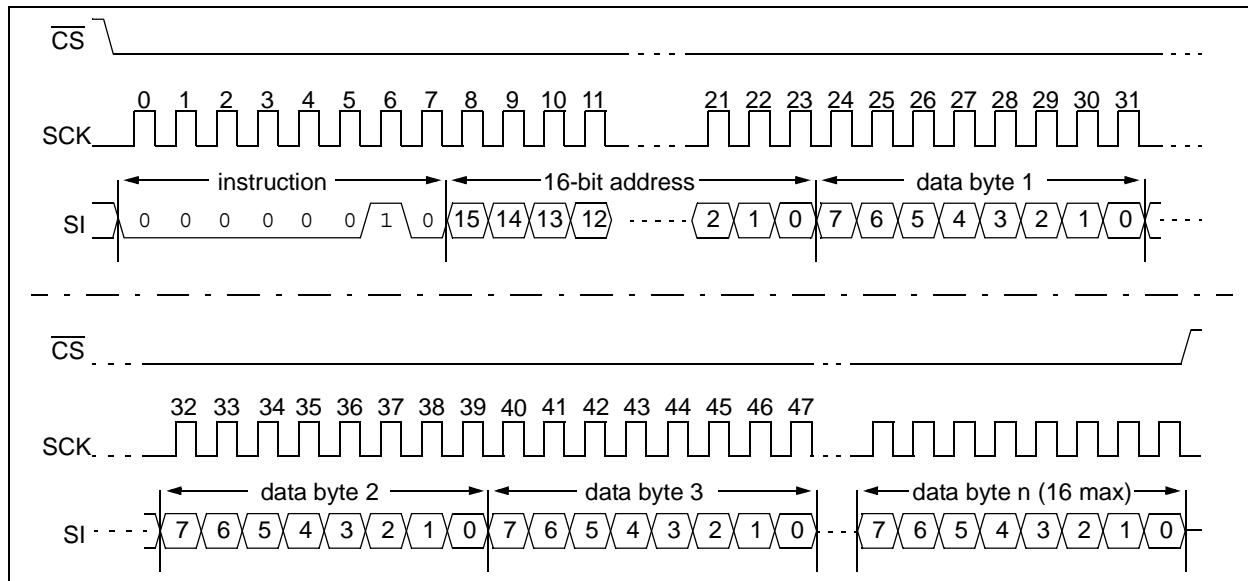 CS
0 1 2 3 4 5 6 7 8 9 10 11 21 22 23 24 25 26 27 28 29 30 31
SCK
instruction 16-bit address data byte 1
SI 0 0 0 0 0 0 1 0 15 14 13 12 2 1 0 7 6 5 4 3 2 1 0
CS
32 33 34 35 36 37 38 39 40 41 42 43 44 45 46 47
SCK
data byte 2 data byte 3 data byte n (16 max)
SI 7 6 5 4 3 2 1 0 7 6 5 4 3 2 1 0 7 6 5 4 3 2 1 0